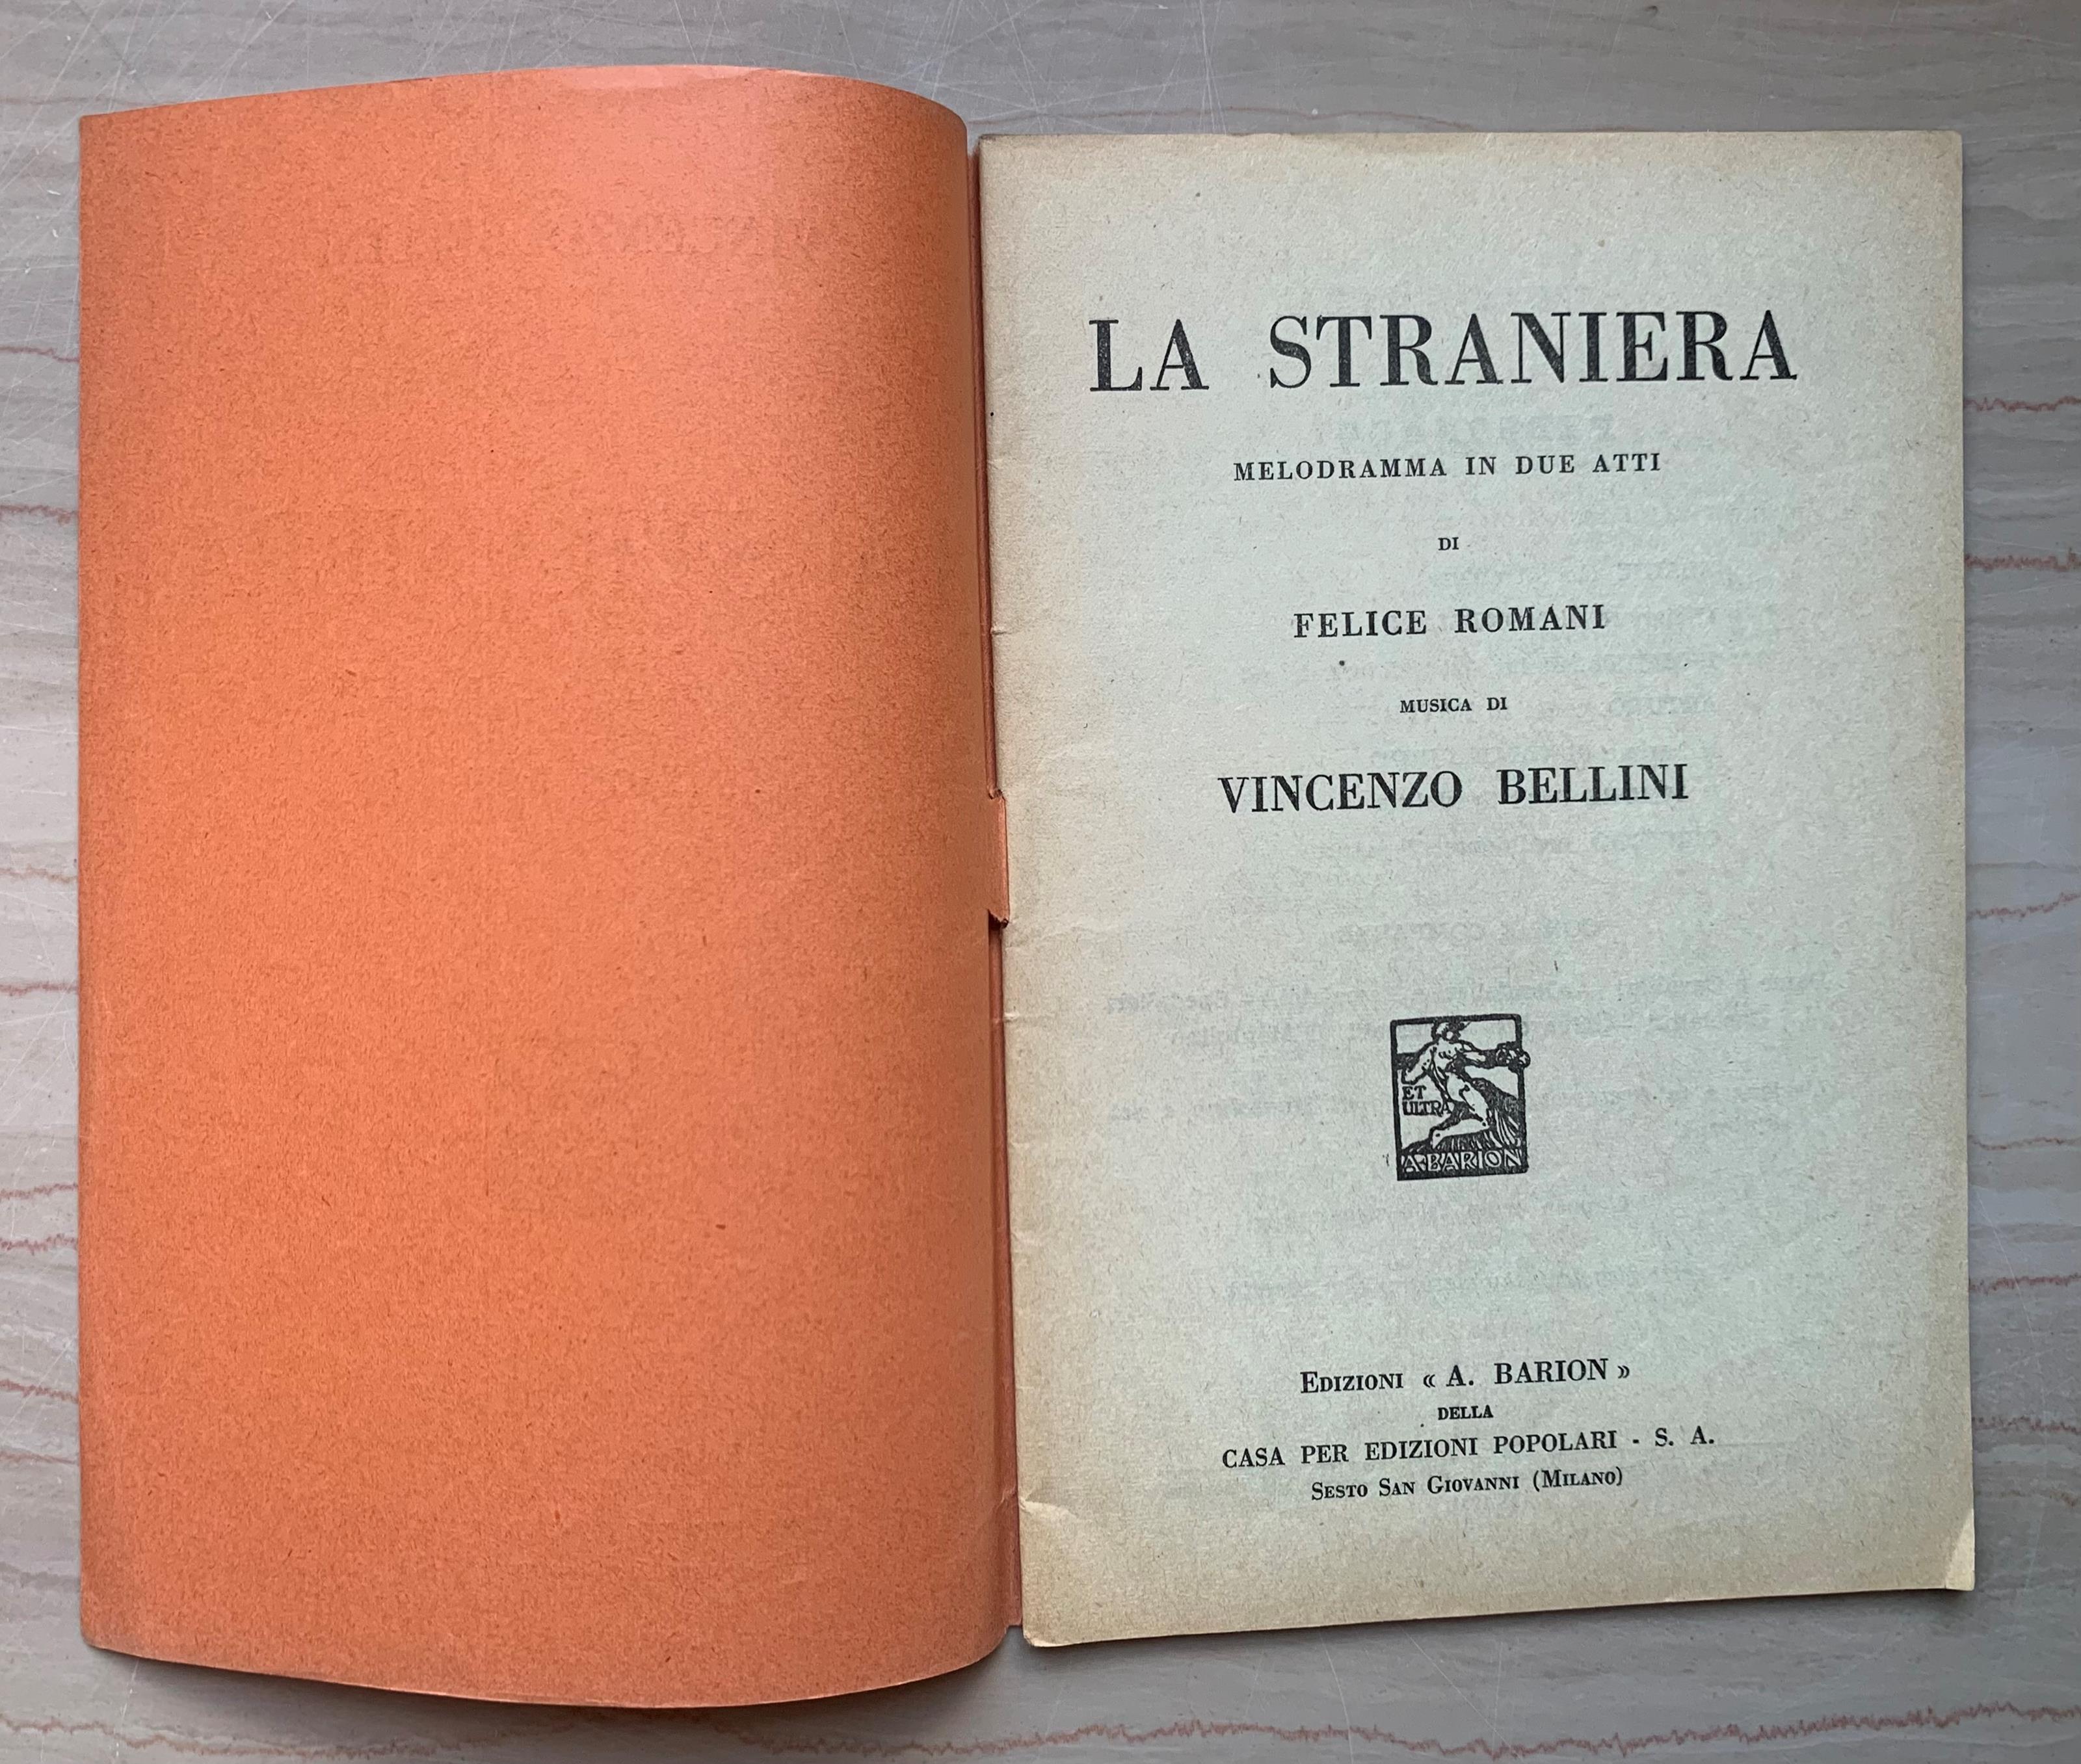 LA STRANIERA
MELODRAMMA IN DUE ATTI
DI
FELICE ROMANI
MUSICA DI
VINCENZO BELLINI
ET
ULTRA
A·BARION
EDIZIONI « A. BARION »
DELLA
CASA PER EDIZIONI POPOLARI - S. A.
SESTO SAN GIOVANNI (MILANO)